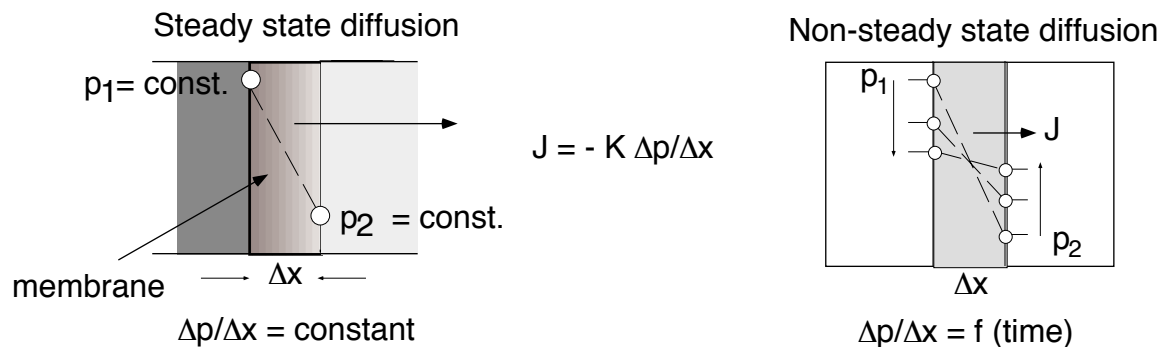 Steady state diffusion
p1= const.
p2 = const.
membrane
Δx
Δp/Δx = constant
J = - K Δp/Δx
Non-steady state diffusion
p1
J
p2
Δx
Δp/Δx = f (time)